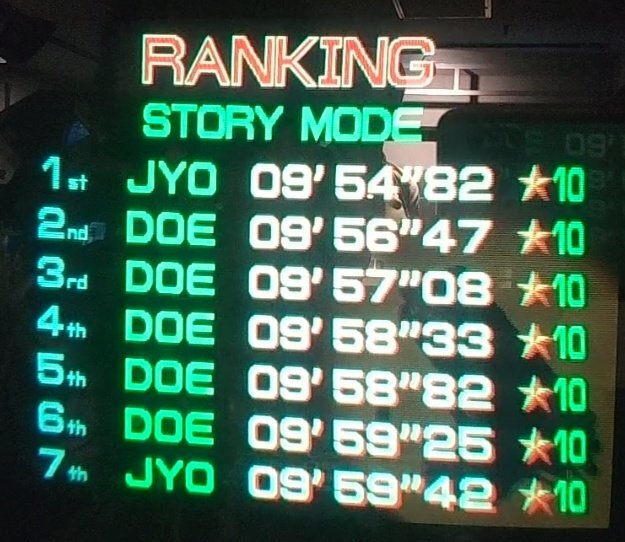 RANKING
STORY MODE
1st JYO 09'54"82 ★10
2nd DOE 09'56"47 ★10
3rd DOE 09'57"08 ★10
4th DOE 09'58"33 ★10
5th DOE 09'58"82 ★10
6th DOE 09'59"25 ★10
7th JYO 09'59"42 ★10